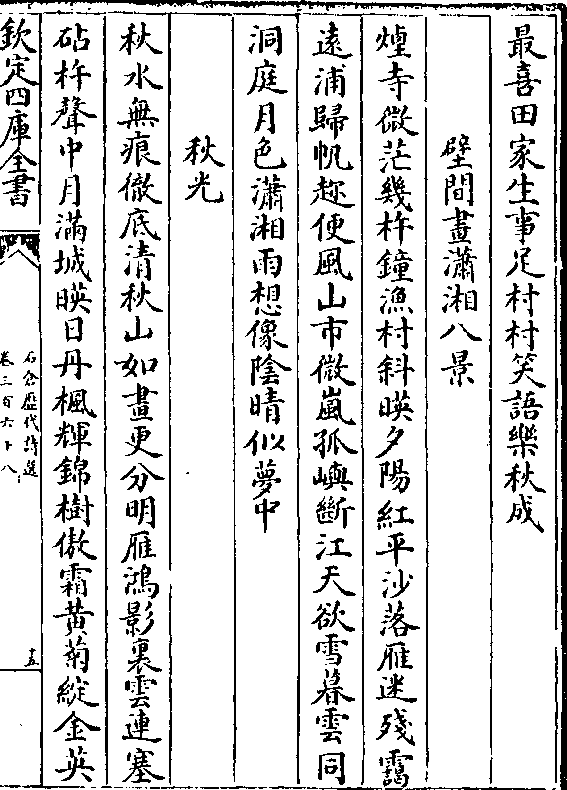 最喜田家生事足村村笑語樂秋成
壁間畫瀟湘八景
煙寺微茫幾杵鐘漁村斜暎夕陽紅平沙落雁迷殘靄
遠浦歸帆趂便風山市微嵐孤嶼斷江天欲雪暮雲同
洞庭月色瀟湘雨想像陰晴似夢中
秋光
秋水無痕徹底清秋山如畫更分明雁鴻影裏雲連塞
砧杵聲中月滿城暎日丹楓輝錦樹傲霜黃菊綻金英
欽定四庫全書
石倉歷代詩選
卷三百六十八
十五